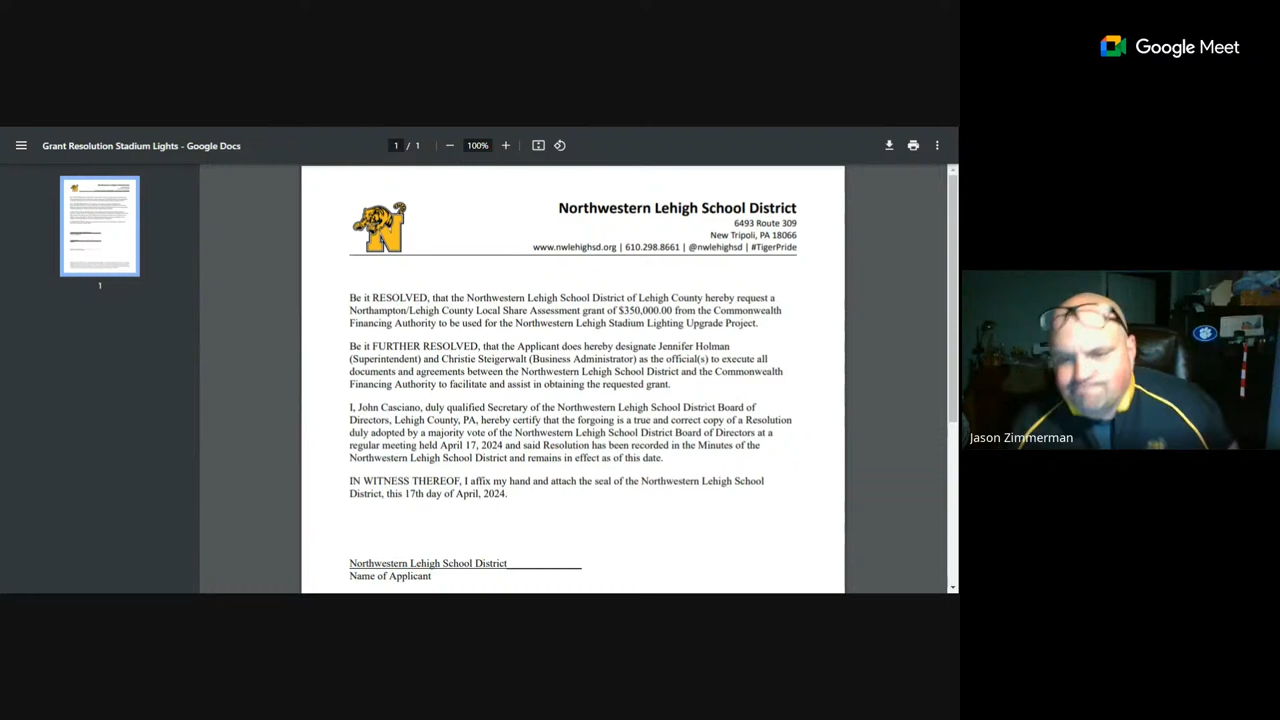 Google Meet
Grant Resolution Stadium Lights - Google Docs
1 / 1
100%
Northwestern Lehigh School District
6493 Route 309
New Tripoli, PA 18066
www.nwlehighsd.org | 610.298.8661 | @nwlehighsd | #TigerPride
N
1
Be it RESOLVED, that the Northwestern Lehigh School District of Lehigh County hereby request a
Northampton/Lehigh County Local Share Assessment grant of $350,000.00 from the Commonwealth
Financing Authority to be used for the Northwestern Lehigh Stadium Lighting Upgrade Project.
Be it FURTHER RESOLVED, that the Applicant does hereby designate Jennifer Holman
(Superintendent) and Christie Steigerwalt (Business Administrator) as the official(s) to execute all
documents and agreements between the Northwestern Lehigh School District and the Commonwealth
Financing Authority to facilitate and assist in obtaining the requested grant.
I, John Casciano, duly qualified Secretary of the Northwestern Lehigh School District Board of
Directors, Lehigh County, PA, hereby certify that the forgoing is a true and correct copy of a Resolution
duly adopted by a majority vote of the Northwestern Lehigh School District Board of Directors at a
regular meeting held April 17, 2024 and said Resolution has been recorded in the Minutes of the
Northwestern Lehigh School District and remains in effect as of this date.
IN WITNESS THEREOF, I affix my hand and attach the seal of the Northwestern Lehigh School
District, this 17th day of April, 2024.
Northwestern Lehigh School District
Name of Applicant
Jason Zimmerman